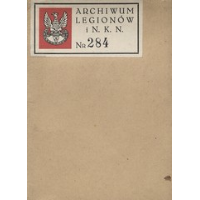 ARCHIWUM
LEGIONÓW
I N. K. N.
No 284